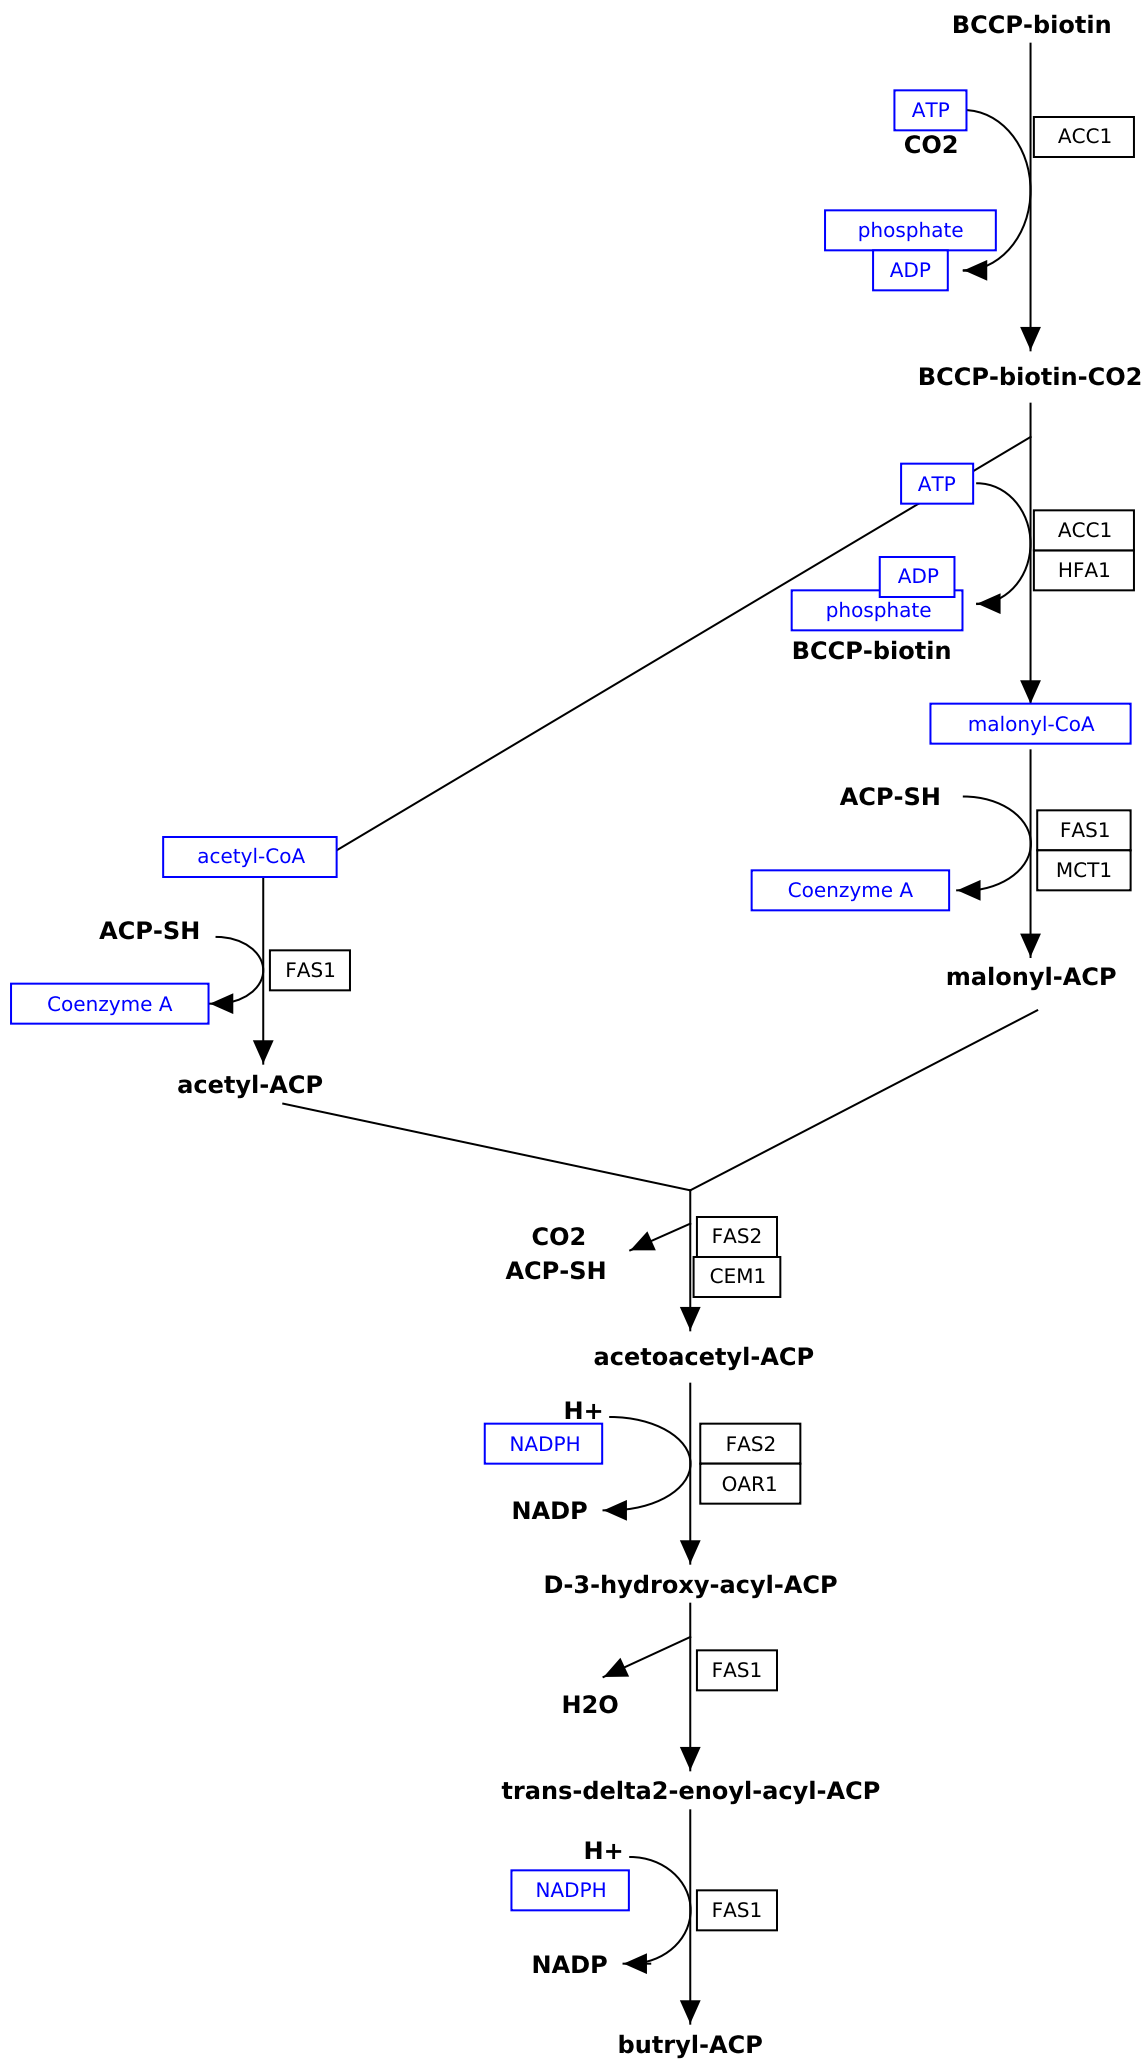 BCCP-biotin
ATP
ACC1
CO2
phosphate
ADP
BCCP-biotin-CO2
ATP
ACC1
HFA1
ADP
phosphate
BCCP-biotin
malonyl-CoA
ACP-SH
FAS1
MCT1
Coenzyme A
malonyl-ACP
acetyl-CoA
ACP-SH
FAS1
Coenzyme A
acetyl-ACP
CO2
FAS2
ACP-SH
CEM1
acetoacetyl-ACP
H+
NADPH
FAS2
OAR1
NADP
D-3-hydroxy-acyl-ACP
FAS1
H2O
trans-delta2-enoyl-acyl-ACP
H+
NADPH
FAS1
NADP
butryl-ACP